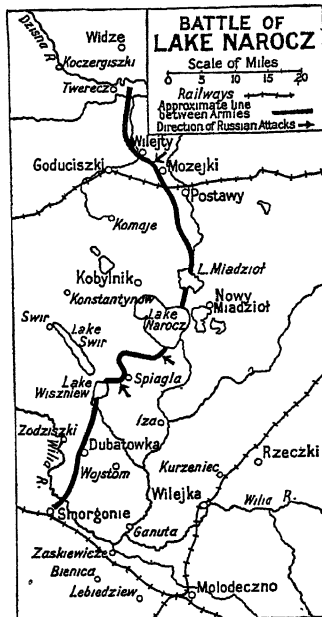 BATTLE OF
LAKE NAROCZ
Scale of Miles
0 5 10 15 20
Railways
Approximate line
between Armies
Direction of Russian Attacks
Dzisna R
Widze
Koczergiszki
Twerecz
Wilejty
Goduciszki
Mozejki
Postawy
Komaje
L. Miadzioł
Kobylnik
Konstantynów
Nowy
Miadzioł
Lake
Narocz
Swir
Lake
Swir
Lake
Wiszniew
Spiagla
Iza
Zodziszki
Wilia
R.
Dubatowka
Wojstom
Kurzeniec
Rzeczki
Wilejka
Wilia R.
Smorgonie
Ganuta
Zaskiewicze
Bienica
Lebiedziew
Molodeczno